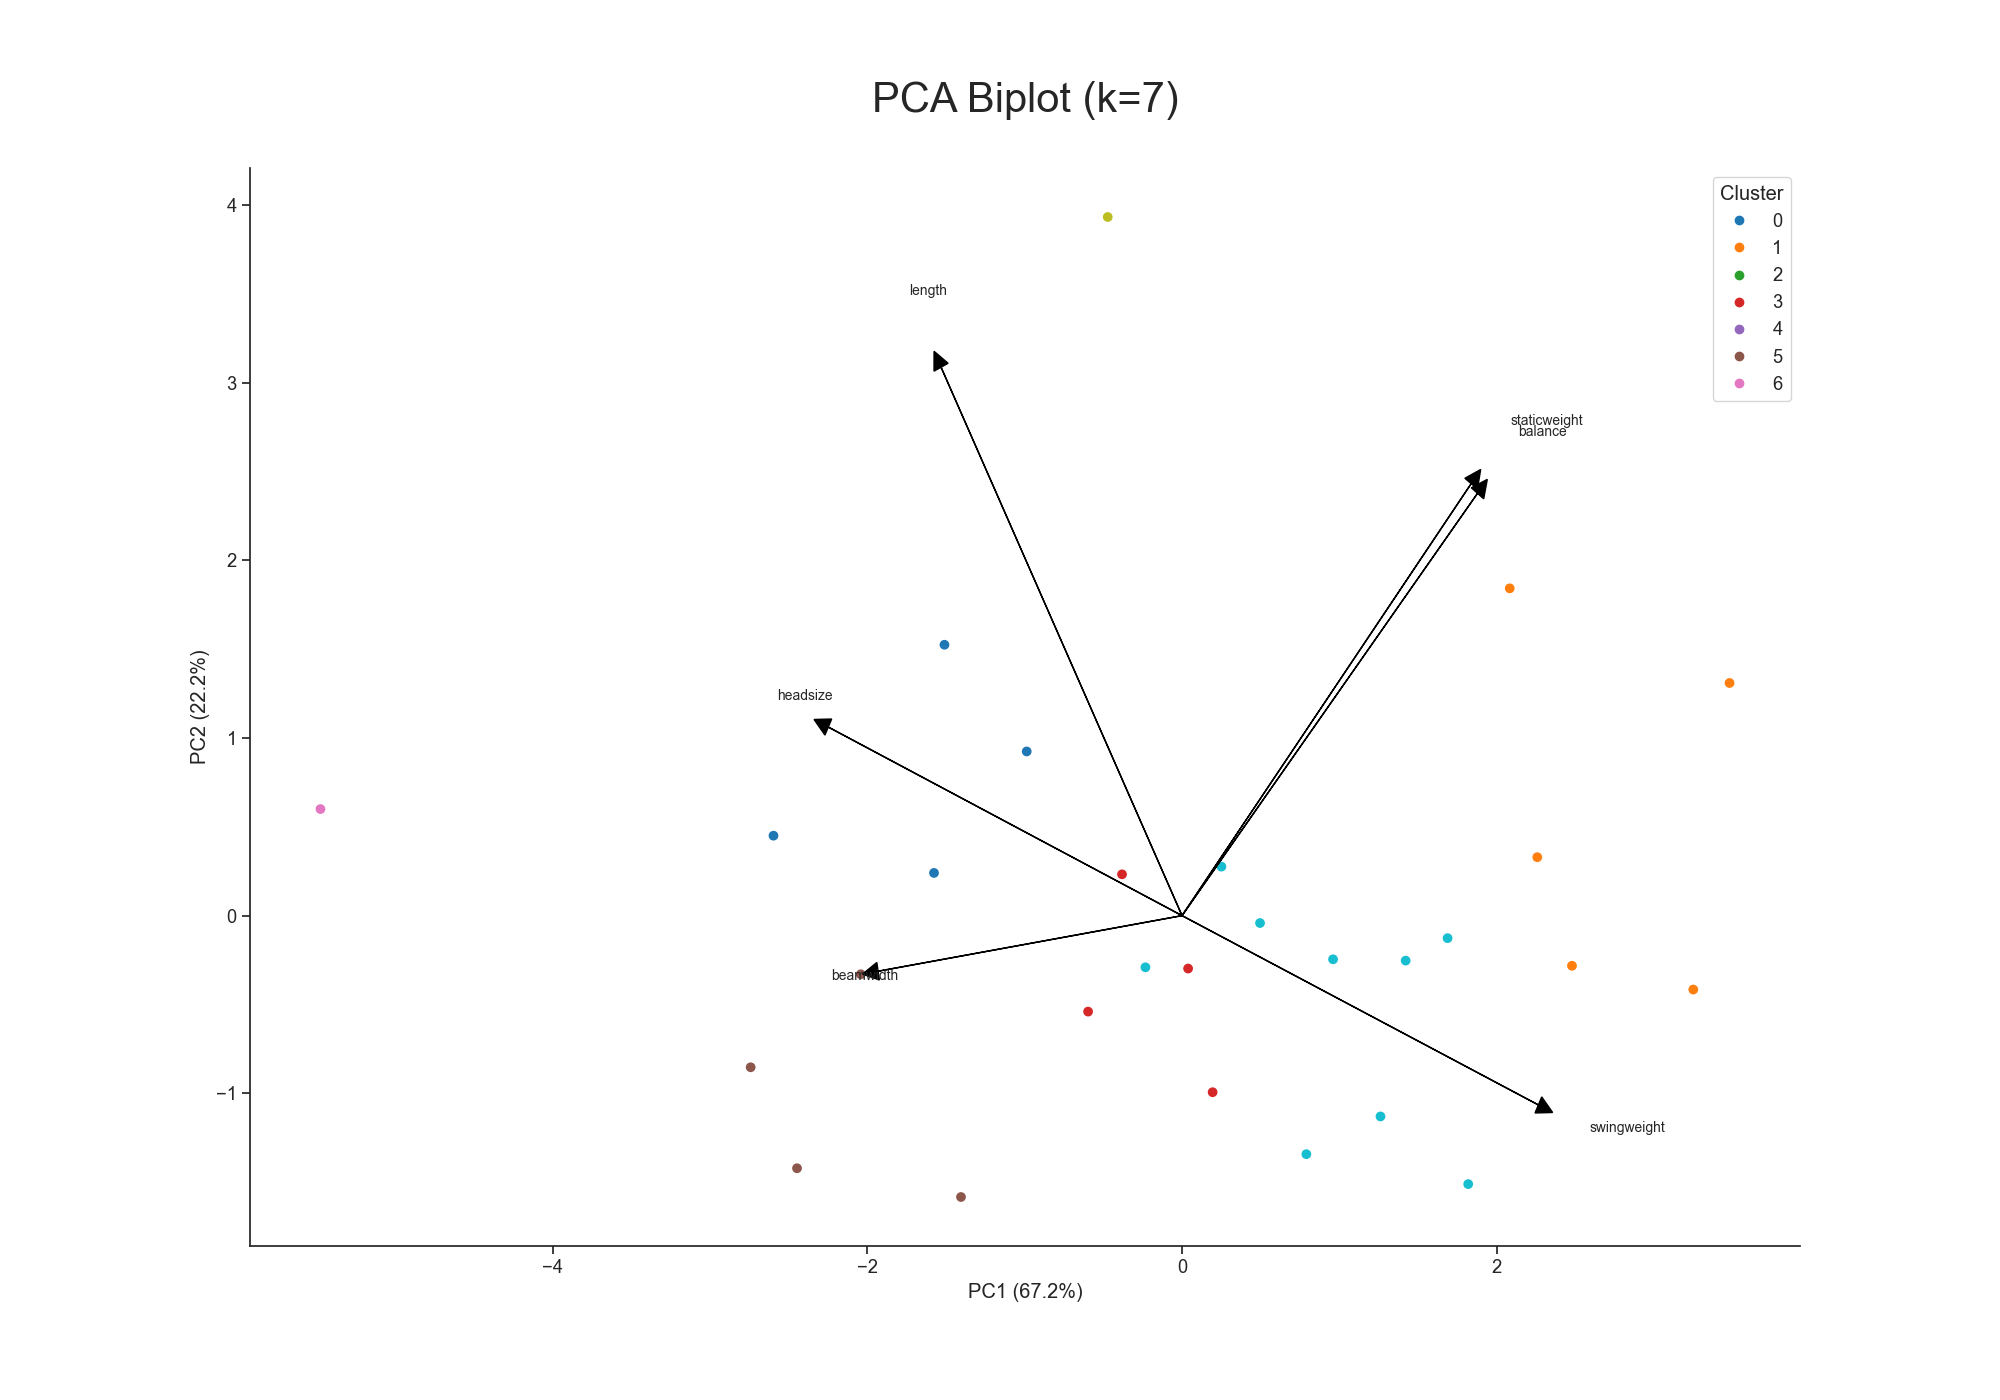 PCA Biplot (k=7)
Cluster
0
1
2
3
4
5
6
4
3
2
1
0
−1
PC2 (22.2%)
length
staticweight
balance
headsize
beamwidth
swingweight
−4
−2
0
2
PC1 (67.2%)